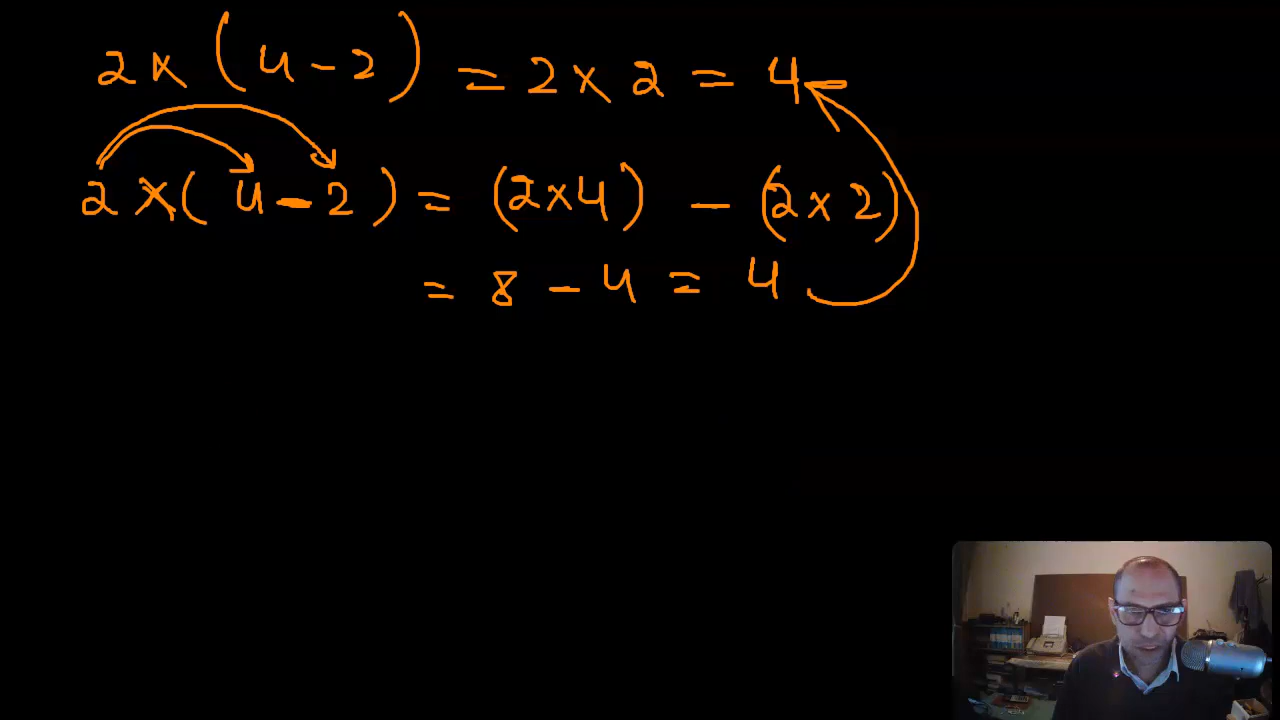 2 × (4 - 2) = 2 × 2 = 4
2 × (4 - 2) = (2 × 4) - (2 × 2)
= 8 - 4 = 4